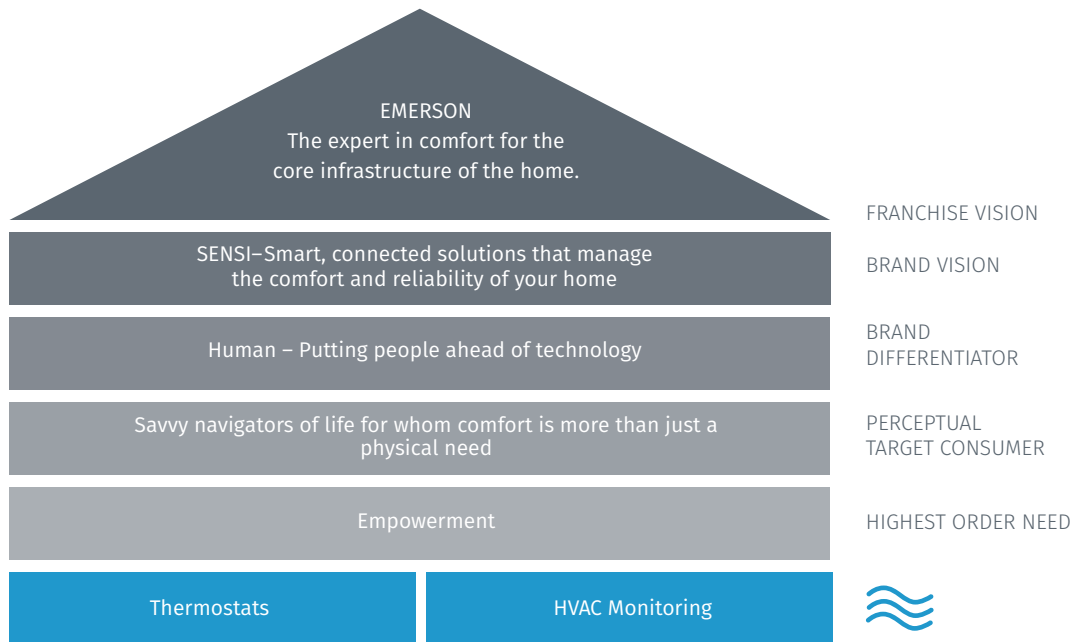 EMERSON
The expert in comfort for the
core infrastructure of the home.
FRANCHISE VISION
SENSI–Smart, connected solutions that manage
the comfort and reliability of your home
BRAND VISION
Human – Putting people ahead of technology
BRAND
DIFFERENTIATOR
Savvy navigators of life for whom comfort is more than just a
physical need
PERCEPTUAL
TARGET CONSUMER
Empowerment
HIGHEST ORDER NEED
Thermostats
HVAC Monitoring